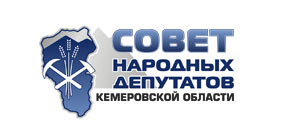 СОВЕТ
НАРОДНЫХ
ДЕПУТАТОВ
КЕМЕРОВСКОЙ ОБЛАСТИ